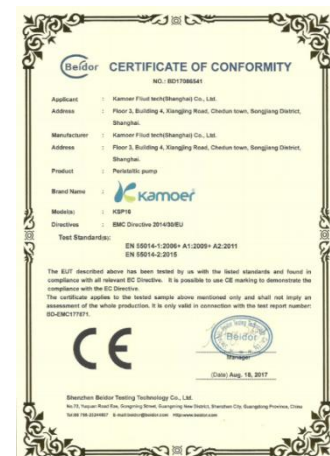 Beidor
CERTIFICATE OF CONFORMITY
NO.: BD17086541
Applicant : Kamoer Fliud tech(Shanghai) Co., Ltd.
Address : Floor 3, Building 4, Xiangjing Road, Chedun town, Songjiang District,
Shanghai.
Manufacturer : Kamoer Fliud tech(Shanghai) Co., Ltd.
Address : Floor 3, Building 4, Xiangjing Road, Chedun town, Songjiang District,
Shanghai.
Product : Peristaltic pump
Brand Name : kamoer
Models: : KSP16
Directives : EMC Directive 2014/30/EU
Test Standards:
EN 55014-1:2006+ A1:2009+ A2:2011
EN 55014-2:2015
The EUT described above has been tested by us with the listed standards and found in
compliance with all relevant EC Directive. It is possible to use CE marking to demonstrate the
compliance with the EC Directive.
The certificate applies to the tested sample above mentioned only and shall not imply an
assessment of the whole production. It is only valid in connection with the test report number:
BD-EMC177871.
CE
Beidor
Manager
(Date) Aug. 18, 2017
Shenzhen Beidor Testing Technology Co., Ltd.